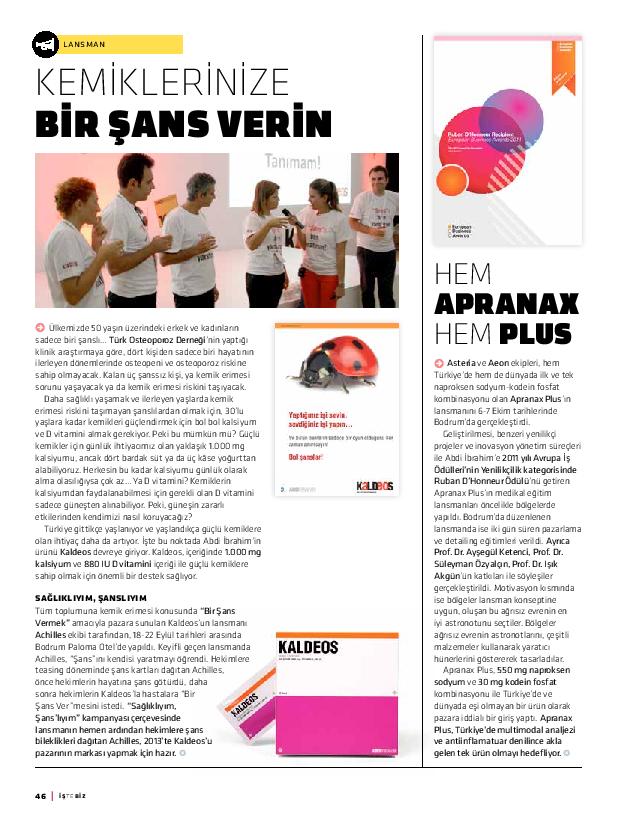 LANSMAN
KEMİKLERİNİZE
BİR ŞANS VERİN
Tanımam!
Ülkemizde 50 yaşın üzerindeki erkek ve kadınların
sadece biri şanslı... Türk Osteoporoz Derneği'nin yaptığı
klinik araştırmaya göre, dört kişiden sadece biri hayatının
ilerleyen dönemlerinde osteopeni ve osteoporoz riskine
sahip olmayacak. Kalan üç şanssız kişi, ya kemik erimesi
sorunu yaşayacak ya da kemik erimesi riskini taşıyacak.
Daha sağlıklı yaşamak ve ilerleyen yaşlarda kemik
erimesi riskini taşımayan şanslılardan olmak için, 30'lu
yaşlara kadar kemikleri güçlendirmek için bol bol kalsiyum
ve D vitamini almak gerekiyor. Peki bu mümkün mü? Güçlü
kemikler için günlük ihtiyacımız olan yaklaşık 1.000 mg
kalsiyumu, ancak dört bardak süt ya da üç kâse yoğurttan
alabiliyoruz. Herkesin bu kadar kalsiyumu günlük olarak
alma olasılığıysa çok az... Ya D vitamini? Kemiklerin
kalsiyumdan faydalanabilmesi için gerekli olan D vitamini
sadece güneşten alınabiliyor. Peki, güneşin zararlı
etkilerinden kendimizi nasıl koruyacağız?
Türkiye gittikçe yaşlanıyor ve yaşlandıkça güçlü kemiklere
olan ihtiyaç daha da artıyor. İşte bu noktada Abdi İbrahim'in
ürünü Kaldeos devreye giriyor. Kaldeos, içeriğinde 1.000 mg
kalsiyum ve 880 IU D vitamini içeriği ile güçlü kemiklere
sahip olmak için önemli bir destek sağlıyor.
SAĞLIKLIYIM, ŞANSLIYIM
Tüm toplumuna kemik erimesi konusunda "Bir Şans
Vermek" amacıyla pazara sunulan Kaldeos'un lansmanı
Achilles ekibi tarafından, 18-22 Eylül tarihleri arasında
Bodrum Paloma Otel'de yapıldı. Keyifli geçen lansmanda
Achilles, "Şans"ını kendisi yaratmayı öğrendi. Hekimlere
teasing döneminde şans kartları dağıtan Achilles,
önce hekimlerin hayatına şans götürdü, daha
sonra hekimlerin Kaldeos'la hastalara "Bir
Şans Ver"mesini istedi. "Sağlıklıyım,
Şans'lıyım" kampanyası çerçevesinde
lansmanın hemen ardından hekimlere şans
bileklikleri dağıtan Achilles, 2013'te Kaldeos'u
pazarının markası yapmak için hazır.
Yaptığınız işi sevin,
sevdiğiniz işi yapın...
Bol şanslar!
KALDEOS
KALDEOS
KALDEOS
Ruban D'Honneur Recipient
European Business Awards 2011
European
Business
Awards
HEM
APRANAX
HEM PLUS
Asteria ve Aeon ekipleri, hem
Türkiye'de hem de dünyada ilk ve tek
naproksen sodyum-kodein fosfat
kombinasyonu olan Apranax Plus'ın
lansmanını 6-7 Ekim tarihlerinde
Bodrum'da gerçekleştirdi.
Geliştirilmesi, benzeri yenilikçi
projeler ve inovasyon yönetim süreçleri
ile Abdi İbrahim'e 2011 yılı Avrupa İş
Ödülleri'nin Yenilikçilik kategorisinde
Ruban D'Honneur Ödülü'nü getiren
Apranax Plus'ın medikal eğitim
lansmanları öncelikle bölgelerde
yapıldı. Bodrum'da düzenlenen
lansmanda ise iki gün süren pazarlama
ve detailing eğitimleri verildi. Ayrıca
Prof. Dr. Ayşegül Ketenci, Prof. Dr.
Süleyman Özyalçın, Prof. Dr. Işık
Akgün'ün katkıları ile söyleşiler
gerçekleştirildi. Motivasyon kısmında
ise bölgeler lansman konseptine
uygun, oluşan bu ağrısız evrenin en
iyi astronotunu seçtiler. Bölgeler
ağrısız evrenin astronotlarını, çeşitli
malzemeler kullanarak yaratıcı
hünerlerini göstererek tasarladılar.
Apranax Plus, 550 mg naproksen
sodyum ve 30 mg kodein fosfat
kombinasyonu ile Türkiye'de ve
dünyada eşi olmayan bir ürün olarak
pazara iddialı bir giriş yaptı. Apranax
Plus, Türkiye'de multimodal analjezi
ve antiinflamatuar denilince akla
gelen tek ürün olmayı hedefliyor.
46 | İŞTE BİZ